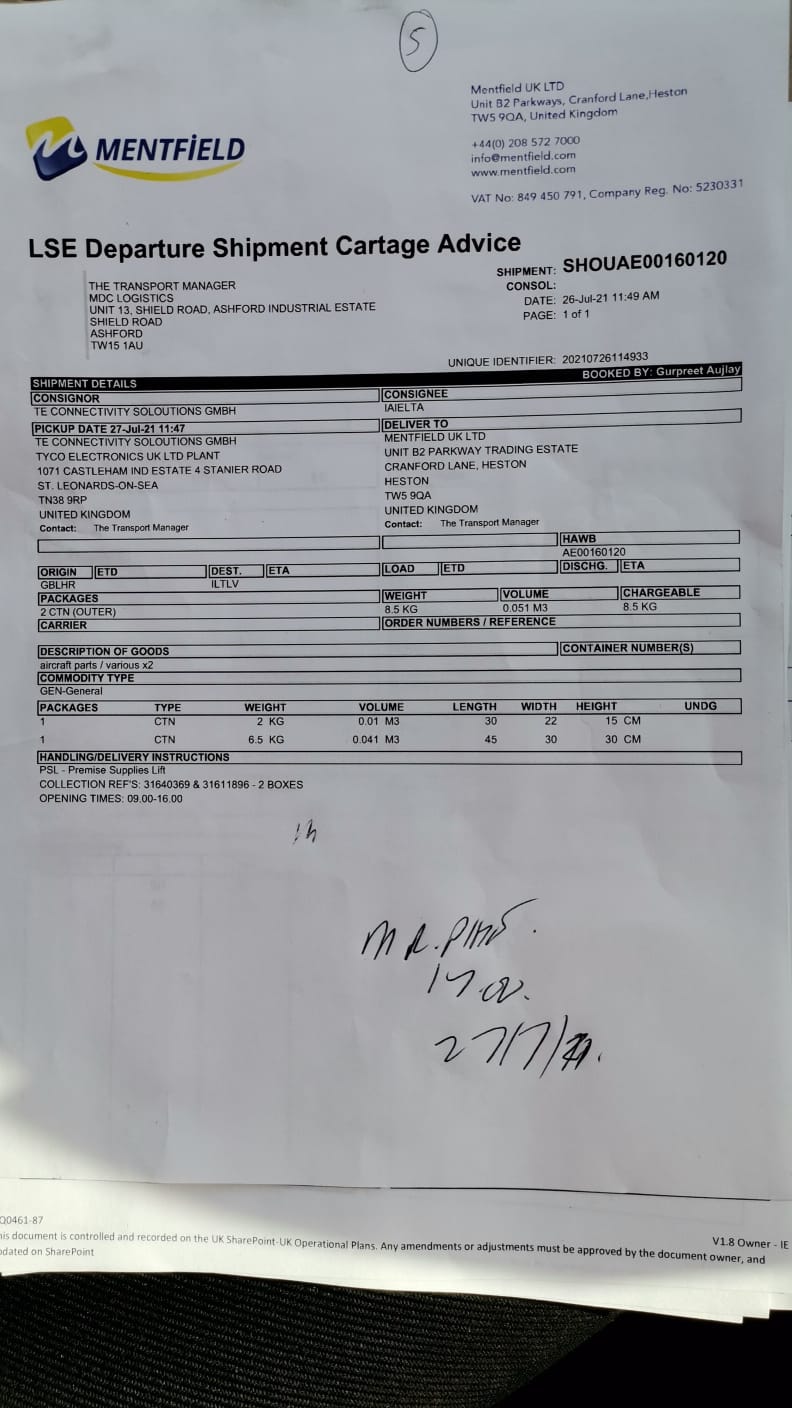 5
Mentfield UK LTD
Unit B2 Parkways, Cranford Lane,Heston
TW5 9QA, United Kingdom
+44(0) 208 572 7000
info@mentfield.com
www.mentfield.com
VAT No: 849 450 791, Company Reg. No: 5230331
MENTFİELD
LSE Departure Shipment Cartage Advice
THE TRANSPORT MANAGER
MDC LOGISTICS
UNIT 13, SHIELD ROAD, ASHFORD INDUSTRIAL ESTATE
SHIELD ROAD
ASHFORD
TW15 1AU
SHIPMENT: SHOUAE00160120
CONSOL:
DATE: 26-Jul-21 11:49 AM
PAGE: 1 of 1
UNIQUE IDENTIFIER: 20210726114933
SHIPMENT DETAILS BOOKED BY: Gurpreet Aujlay
CONSIGNOR
TE CONNECTIVITY SOLOUTIONS GMBH
CONSIGNEE
IAIELTA
PICKUP DATE 27-Jul-21 11:47
TE CONNECTIVITY SOLOUTIONS GMBH
TYCO ELECTRONICS UK LTD PLANT
1071 CASTLEHAM IND ESTATE 4 STANIER ROAD
ST. LEONARDS-ON-SEA
TN38 9RP
UNITED KINGDOM
Contact: The Transport Manager
DELIVER TO
MENTFIELD UK LTD
UNIT B2 PARKWAY TRADING ESTATE
CRANFORD LANE, HESTON
HESTON
TW5 9QA
UNITED KINGDOM
Contact: The Transport Manager
HAWB
AE00160120
ORIGIN ETD DEST. ETA LOAD ETD DISCHG. ETA
GBLHR ILTLV
PACKAGES WEIGHT VOLUME CHARGEABLE
2 CTN (OUTER) 8.5 KG 0.051 M3 8.5 KG
CARRIER ORDER NUMBERS / REFERENCE
DESCRIPTION OF GOODS CONTAINER NUMBER(S)
aircraft parts / various x2
COMMODITY TYPE
GEN-General
PACKAGES TYPE WEIGHT VOLUME LENGTH WIDTH HEIGHT UNDG
1 CTN 2 KG 0.01 M3 30 22 15 CM
1 CTN 6.5 KG 0.041 M3 45 30 30 CM
HANDLING/DELIVERY INSTRUCTIONS
PSL - Premise Supplies Lift
COLLECTION REF'S: 31640369 & 31611896 - 2 BOXES
OPENING TIMES: 09.00-16.00
MR.
27/7/21.
Q0461-87
V1.8 Owner - IE
his document is controlled and recorded on the UK SharePoint-UK Operational Plans. Any amendments or adjustments must be approved by the document owner, and
pdated on SharePoint